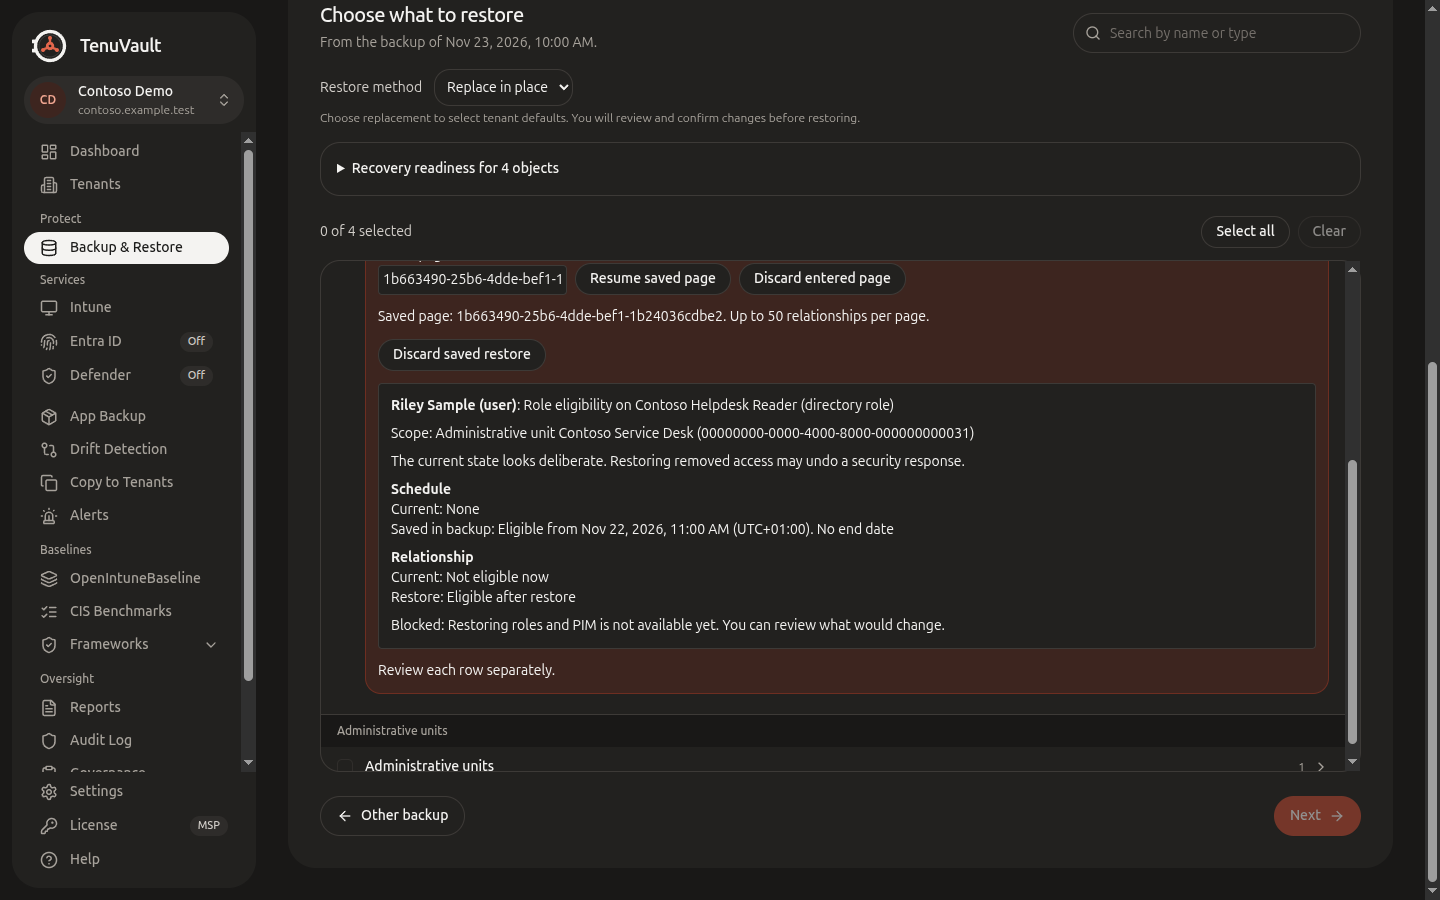 TenuVault
CD
Contoso Demo
contoso.example.test
Dashboard
Tenants
Protect
Backup & Restore
Services
Intune
Entra ID
Off
Defender
Off
App Backup
Drift Detection
Copy to Tenants
Alerts
Baselines
OpenIntuneBaseline
CIS Benchmarks
Frameworks
Oversight
Reports
Audit Log
Settings
License
MSP
Help
Choose what to restore
From the backup of Nov 23, 2026, 10:00 AM.
Search by name or type
Restore method
Replace in place
Choose replacement to select tenant defaults. You will review and confirm changes before restoring.
Recovery readiness for 4 objects
0 of 4 selected
Select all
Clear
1b663490-25b6-4dde-bef1-1
Resume saved page
Discard entered page
Saved page: 1b663490-25b6-4dde-bef1-1b24036cdbe2. Up to 50 relationships per page.
Discard saved restore
Riley Sample (user): Role eligibility on Contoso Helpdesk Reader (directory role)
Scope: Administrative unit Contoso Service Desk (00000000-0000-4000-8000-000000000031)
The current state looks deliberate. Restoring removed access may undo a security response.
Schedule
Current: None
Saved in backup: Eligible from Nov 22, 2026, 11:00 AM (UTC+01:00). No end date
Relationship
Current: Not eligible now
Restore: Eligible after restore
Blocked: Restoring roles and PIM is not available yet. You can review what would change.
Review each row separately.
Administrative units
Administrative units
1
Other backup
Next